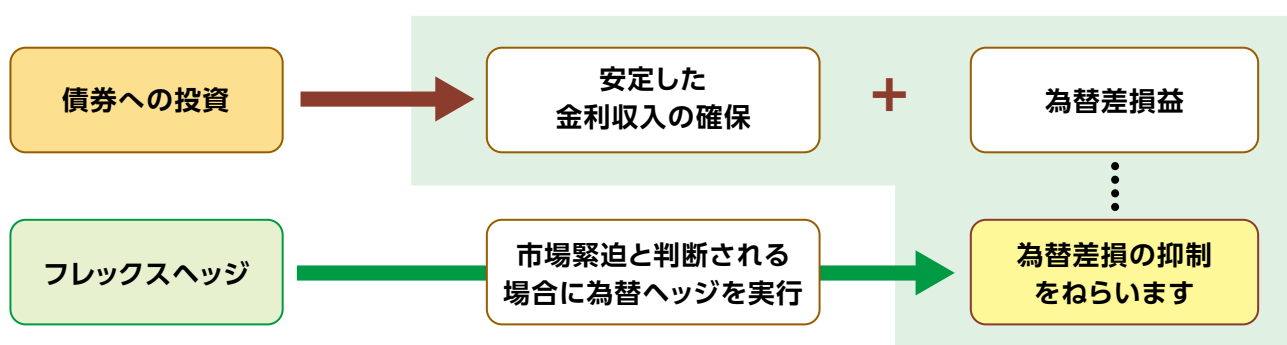 債券への投資
安定した
金利収入の確保
+
為替差損益
フレックスヘッジ
市場緊迫と判断される
場合に為替ヘッジを実行
為替差損の抑制
をねらいます